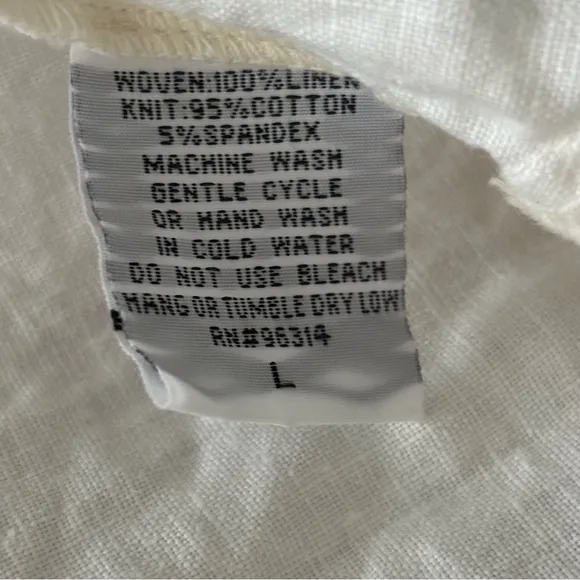 WOVEN:100%LINEN
KNIT:95%COTTON
5%SPANDEX
MACHINE WASH
GENTLE CYCLE
OR HAND WASH
IN COLD WATER
DO NOT USE BLEACH
HANG OR TUMBLE DRY LOW
RN#96314
L